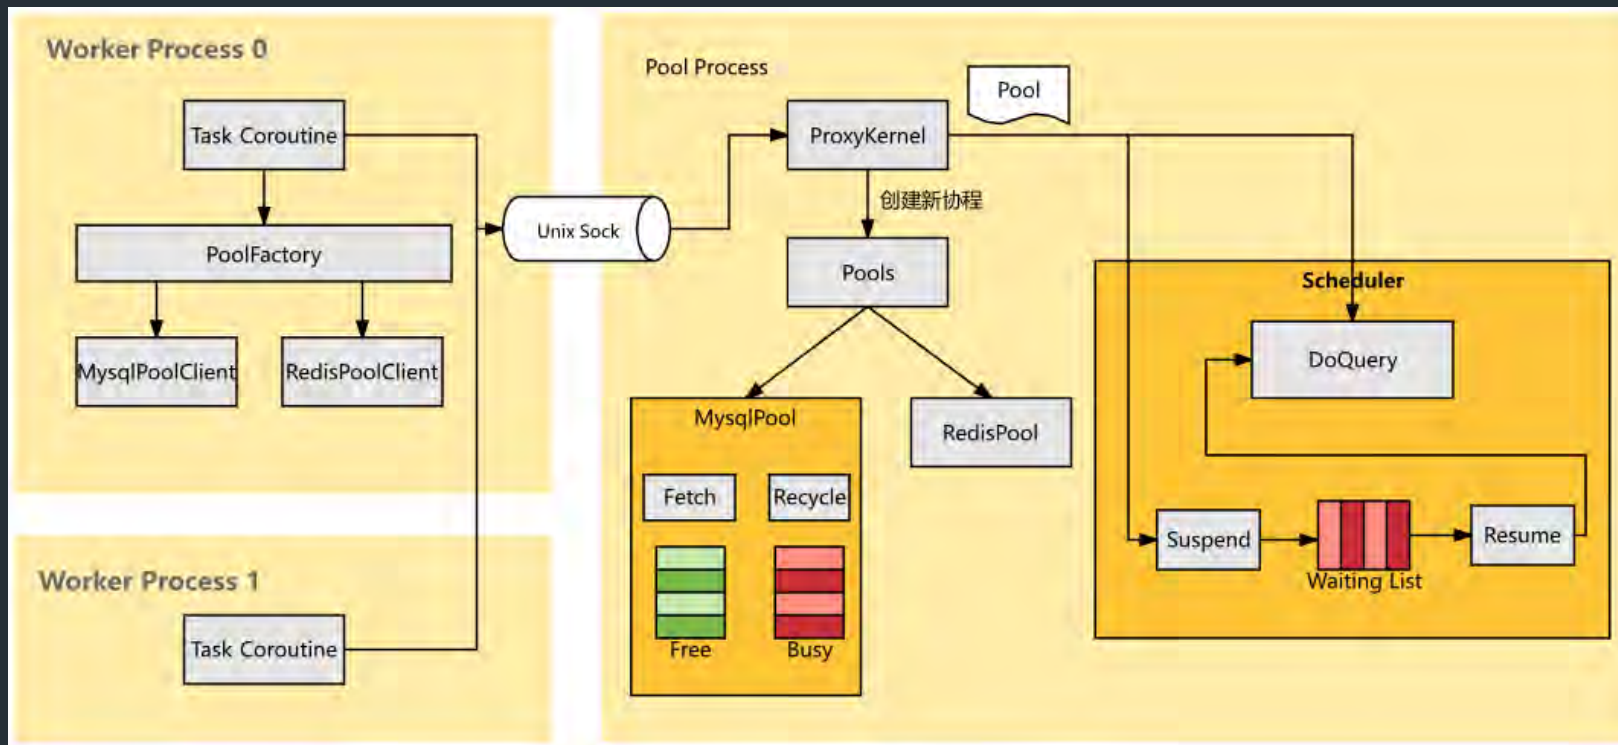 Worker Process 0
Task Coroutine
PoolFactory
MysqlPoolClient
RedisPoolClient
Worker Process 1
Task Coroutine
Unix Sock
Pool Process
ProxyKernel
Pool
创建新协程
Pools
MysqlPool
Fetch
Recycle
Free
Busy
RedisPool
Scheduler
DoQuery
Suspend
Waiting List
Resume